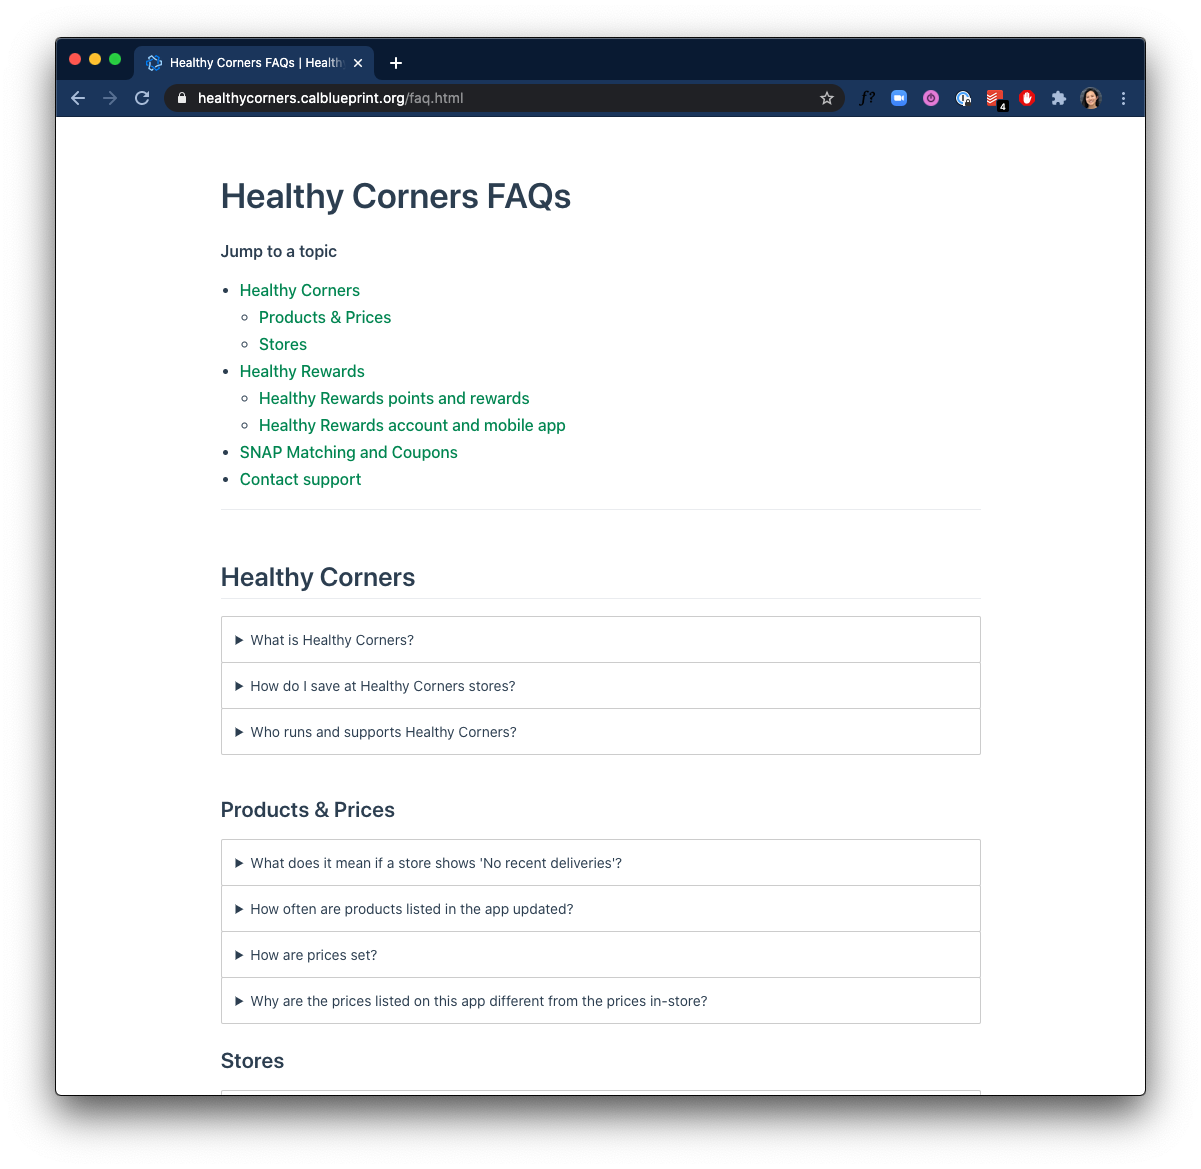 Healthy Corners FAQs | Health
healthycorners.calblueprint.org/faq.html
f?
4
Healthy Corners FAQs
Jump to a topic
Healthy Corners
Products & Prices
Stores
Healthy Rewards
Healthy Rewards points and rewards
Healthy Rewards account and mobile app
SNAP Matching and Coupons
Contact support
Healthy Corners
What is Healthy Corners?
How do I save at Healthy Corners stores?
Who runs and supports Healthy Corners?
Products & Prices
What does it mean if a store shows 'No recent deliveries'?
How often are products listed in the app updated?
How are prices set?
Why are the prices listed on this app different from the prices in-store?
Stores